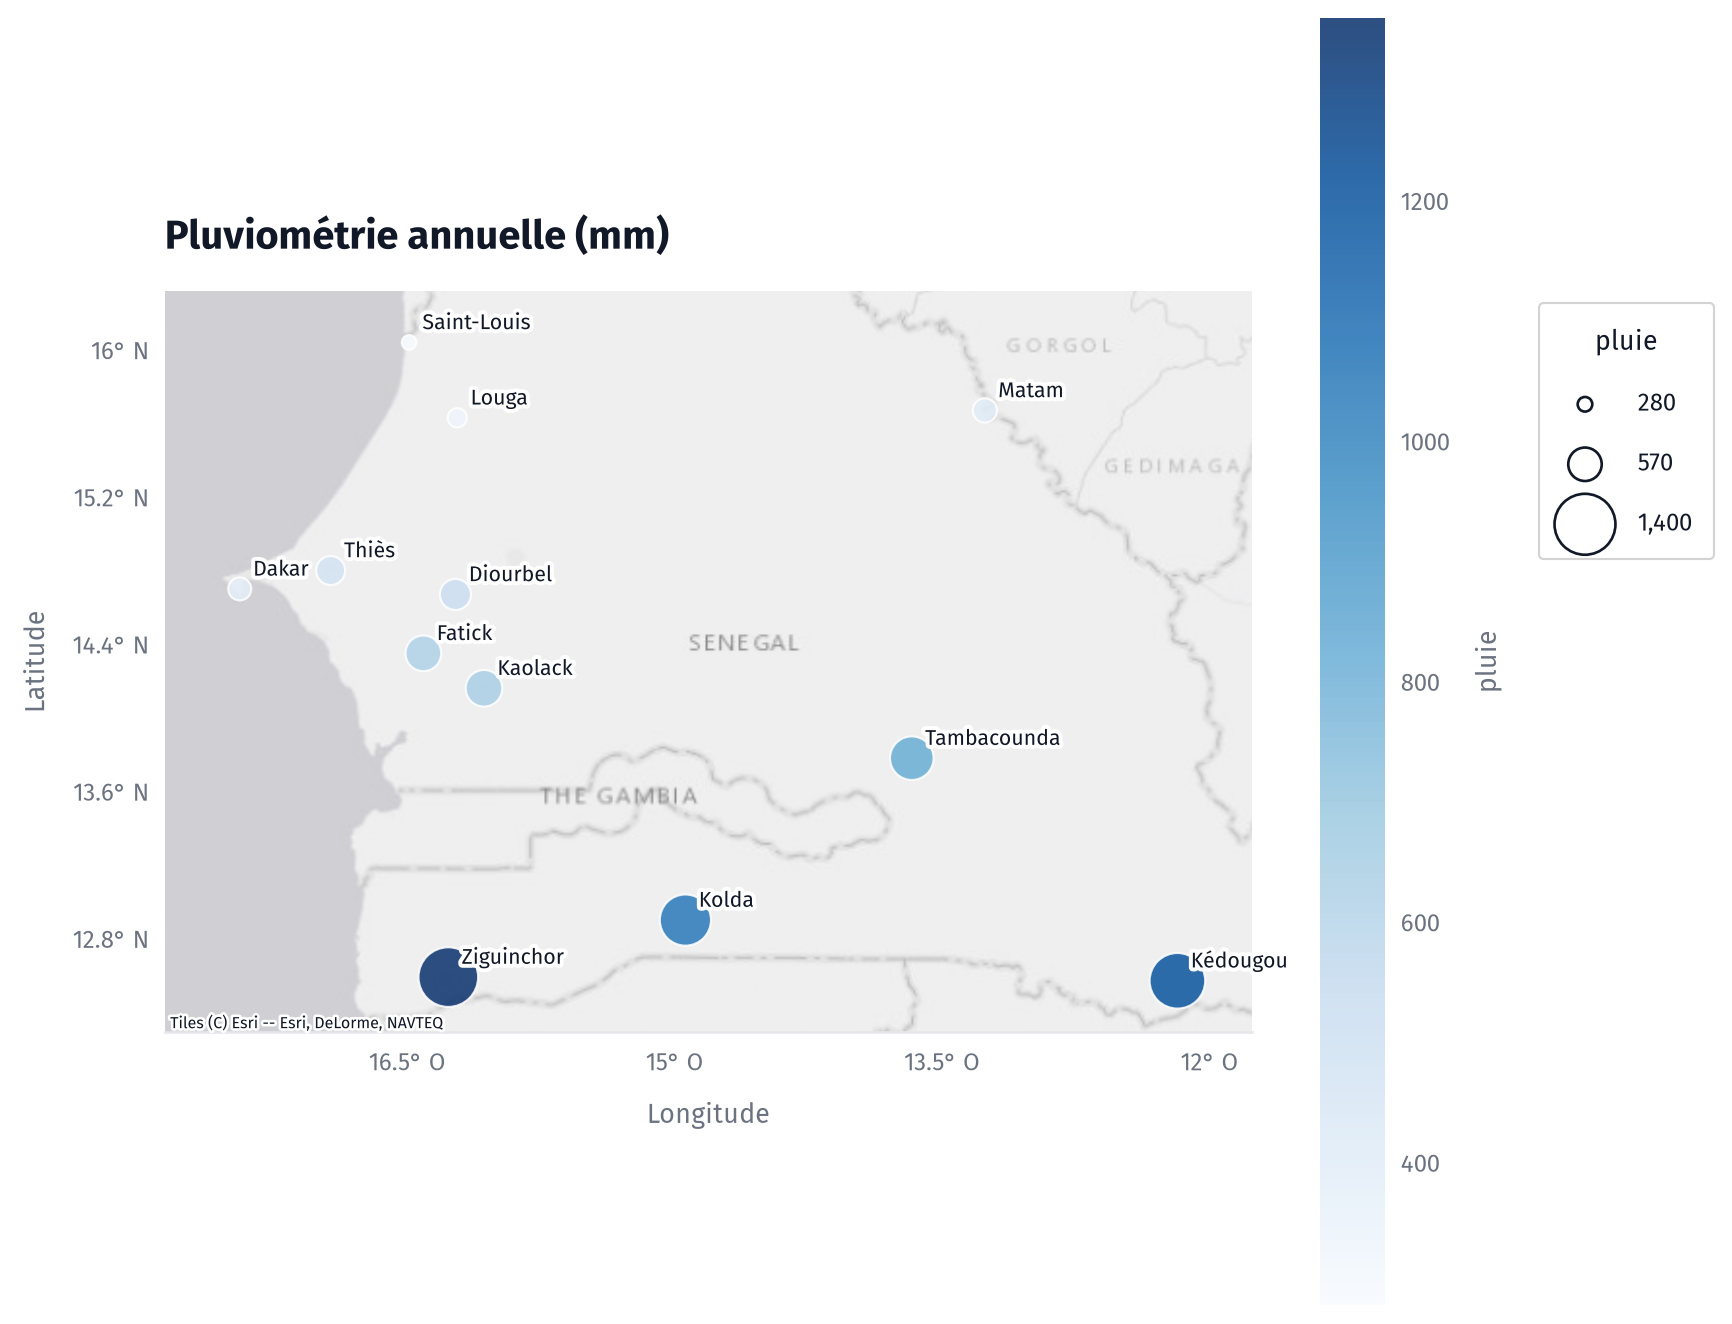 Pluviométrie annuelle (mm)
Saint-Louis
GORGOL
16° N
Matam
Louga
GEDIMAGA
15.2° N
Thiès
Dakar
Diourbel
Fatick
SENEGAL
14.4° N
Kaolack
Latitude
Tambacounda
13.6° N
THE GAMBIA
Kolda
12.8° N
Ziguinchor
Kédougou
Tiles (C) Esri -- Esri, DeLorme, NAVTEQ
16.5° O
15° O
13.5° O
12° O
Longitude
1200
1000
800
600
400
pluie
pluie
280
570
1,400